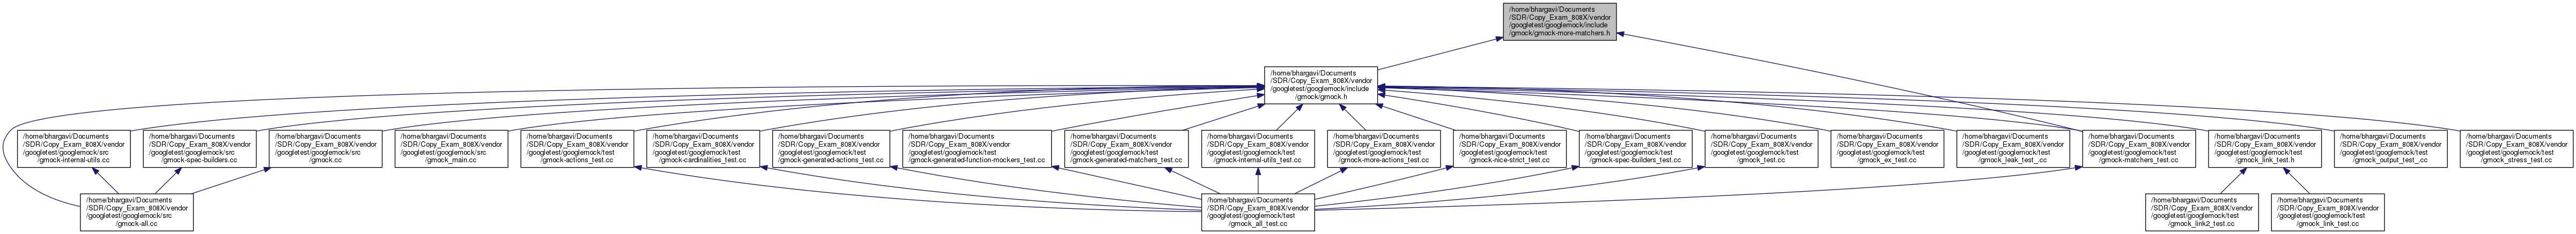 /home/bhargavi/Documents
/SDR/Copy_Exam_808X/vendor
/googletest/googlemock/include
/gmock/gmock-more-matchers.h
/home/bhargavi/Documents
/SDR/Copy_Exam_808X/vendor
/googletest/googlemock/include
/gmock/gmock.h
/home/bhargavi/Documents
/SDR/Copy_Exam_808X/vendor
/googletest/googlemock/src
/gmock-internal-utils.cc
/home/bhargavi/Documents
/SDR/Copy_Exam_808X/vendor
/googletest/googlemock/src
/gmock-spec-builders.cc
/home/bhargavi/Documents
/SDR/Copy_Exam_808X/vendor
/googletest/googlemock/src
/gmock.cc
/home/bhargavi/Documents
/SDR/Copy_Exam_808X/vendor
/googletest/googlemock/src
/gmock_main.cc
/home/bhargavi/Documents
/SDR/Copy_Exam_808X/vendor
/googletest/googlemock/test
/gmock-actions_test.cc
/home/bhargavi/Documents
/SDR/Copy_Exam_808X/vendor
/googletest/googlemock/test
/gmock-cardinalities_test.cc
/home/bhargavi/Documents
/SDR/Copy_Exam_808X/vendor
/googletest/googlemock/test
/gmock-generated-actions_test.cc
/home/bhargavi/Documents
/SDR/Copy_Exam_808X/vendor
/googletest/googlemock/test
/gmock-generated-function-mockers_test.cc
/home/bhargavi/Documents
/SDR/Copy_Exam_808X/vendor
/googletest/googlemock/test
/gmock-generated-matchers_test.cc
/home/bhargavi/Documents
/SDR/Copy_Exam_808X/vendor
/googletest/googlemock/test
/gmock-internal-utils_test.cc
/home/bhargavi/Documents
/SDR/Copy_Exam_808X/vendor
/googletest/googlemock/test
/gmock-more-actions_test.cc
/home/bhargavi/Documents
/SDR/Copy_Exam_808X/vendor
/googletest/googlemock/test
/gmock-nice-strict_test.cc
/home/bhargavi/Documents
/SDR/Copy_Exam_808X/vendor
/googletest/googlemock/test
/gmock-spec-builders_test.cc
/home/bhargavi/Documents
/SDR/Copy_Exam_808X/vendor
/googletest/googlemock/test
/gmock_test.cc
/home/bhargavi/Documents
/SDR/Copy_Exam_808X/vendor
/googletest/googlemock/test
/gmock_ex_test.cc
/home/bhargavi/Documents
/SDR/Copy_Exam_808X/vendor
/googletest/googlemock/test
/gmock_leak_test_.cc
/home/bhargavi/Documents
/SDR/Copy_Exam_808X/vendor
/googletest/googlemock/test
/gmock-matchers_test.cc
/home/bhargavi/Documents
/SDR/Copy_Exam_808X/vendor
/googletest/googlemock/test
/gmock_link_test.h
/home/bhargavi/Documents
/SDR/Copy_Exam_808X/vendor
/googletest/googlemock/test
/gmock_output_test_.cc
/home/bhargavi/Documents
/SDR/Copy_Exam_808X/vendor
/googletest/googlemock/test
/gmock_stress_test.cc
/home/bhargavi/Documents
/SDR/Copy_Exam_808X/vendor
/googletest/googlemock/src
/gmock-all.cc
/home/bhargavi/Documents
/SDR/Copy_Exam_808X/vendor
/googletest/googlemock/test
/gmock_all_test.cc
/home/bhargavi/Documents
/SDR/Copy_Exam_808X/vendor
/googletest/googlemock/test
/gmock_link2_test.cc
/home/bhargavi/Documents
/SDR/Copy_Exam_808X/vendor
/googletest/googlemock/test
/gmock_link_test.cc